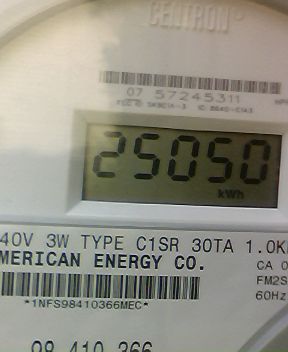 CENTRON®
07 57245311
25050
kWh
40V 3W TYPE C1SR 30TA 1.0K
MERICAN ENERGY CO.
CA 0
FM2S
60Hz
*1NFS98410366MEC*
98 410 366